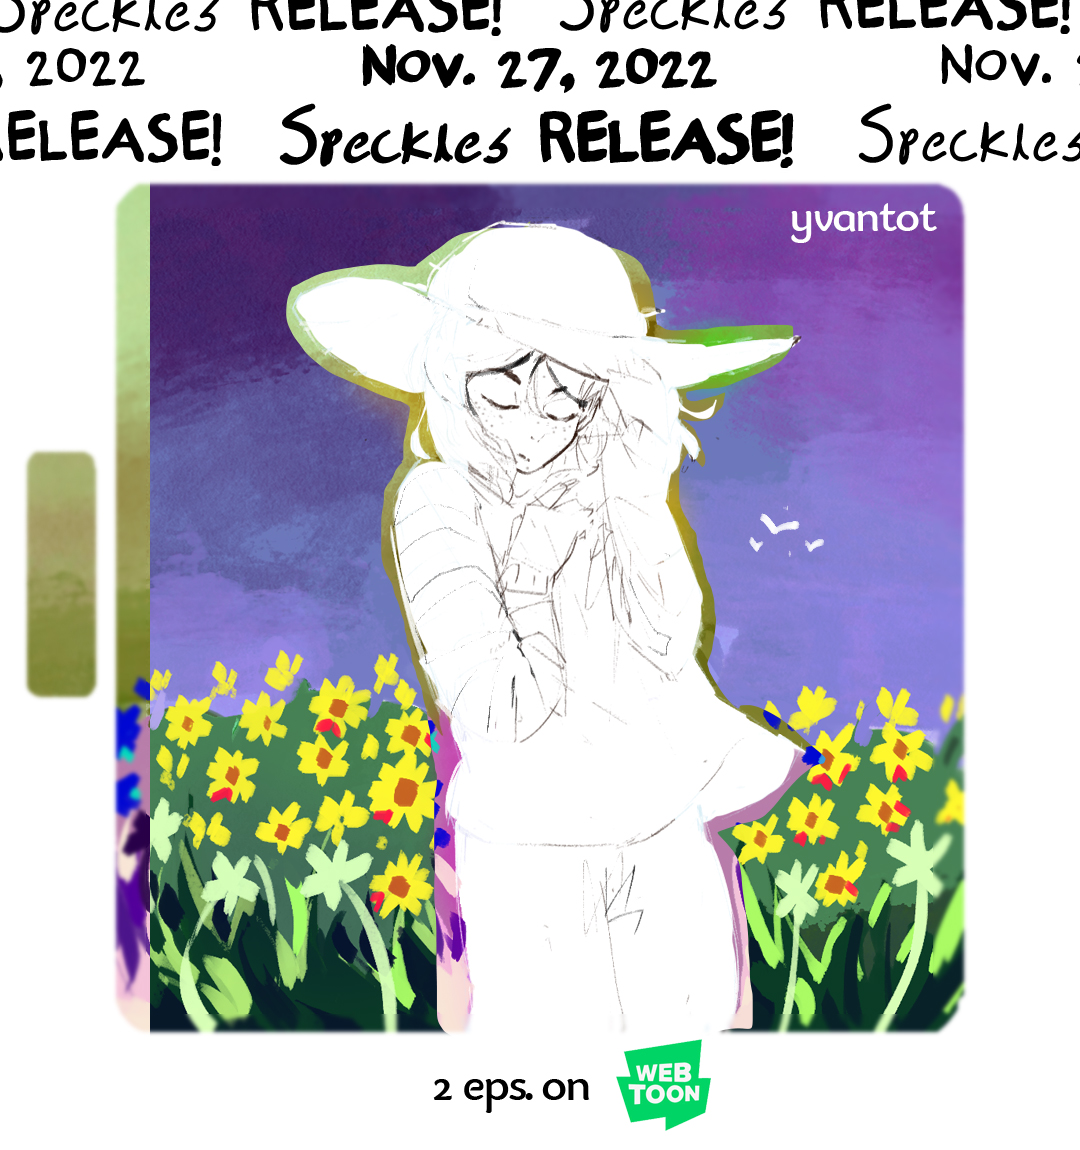 Speckles RELEASE! Speckles RELEASE!
, 2022 Nov. 27, 2022 Nov.
ELEASE! Speckles RELEASE! Speckles
yvantot
2 eps. on WEB
TOON